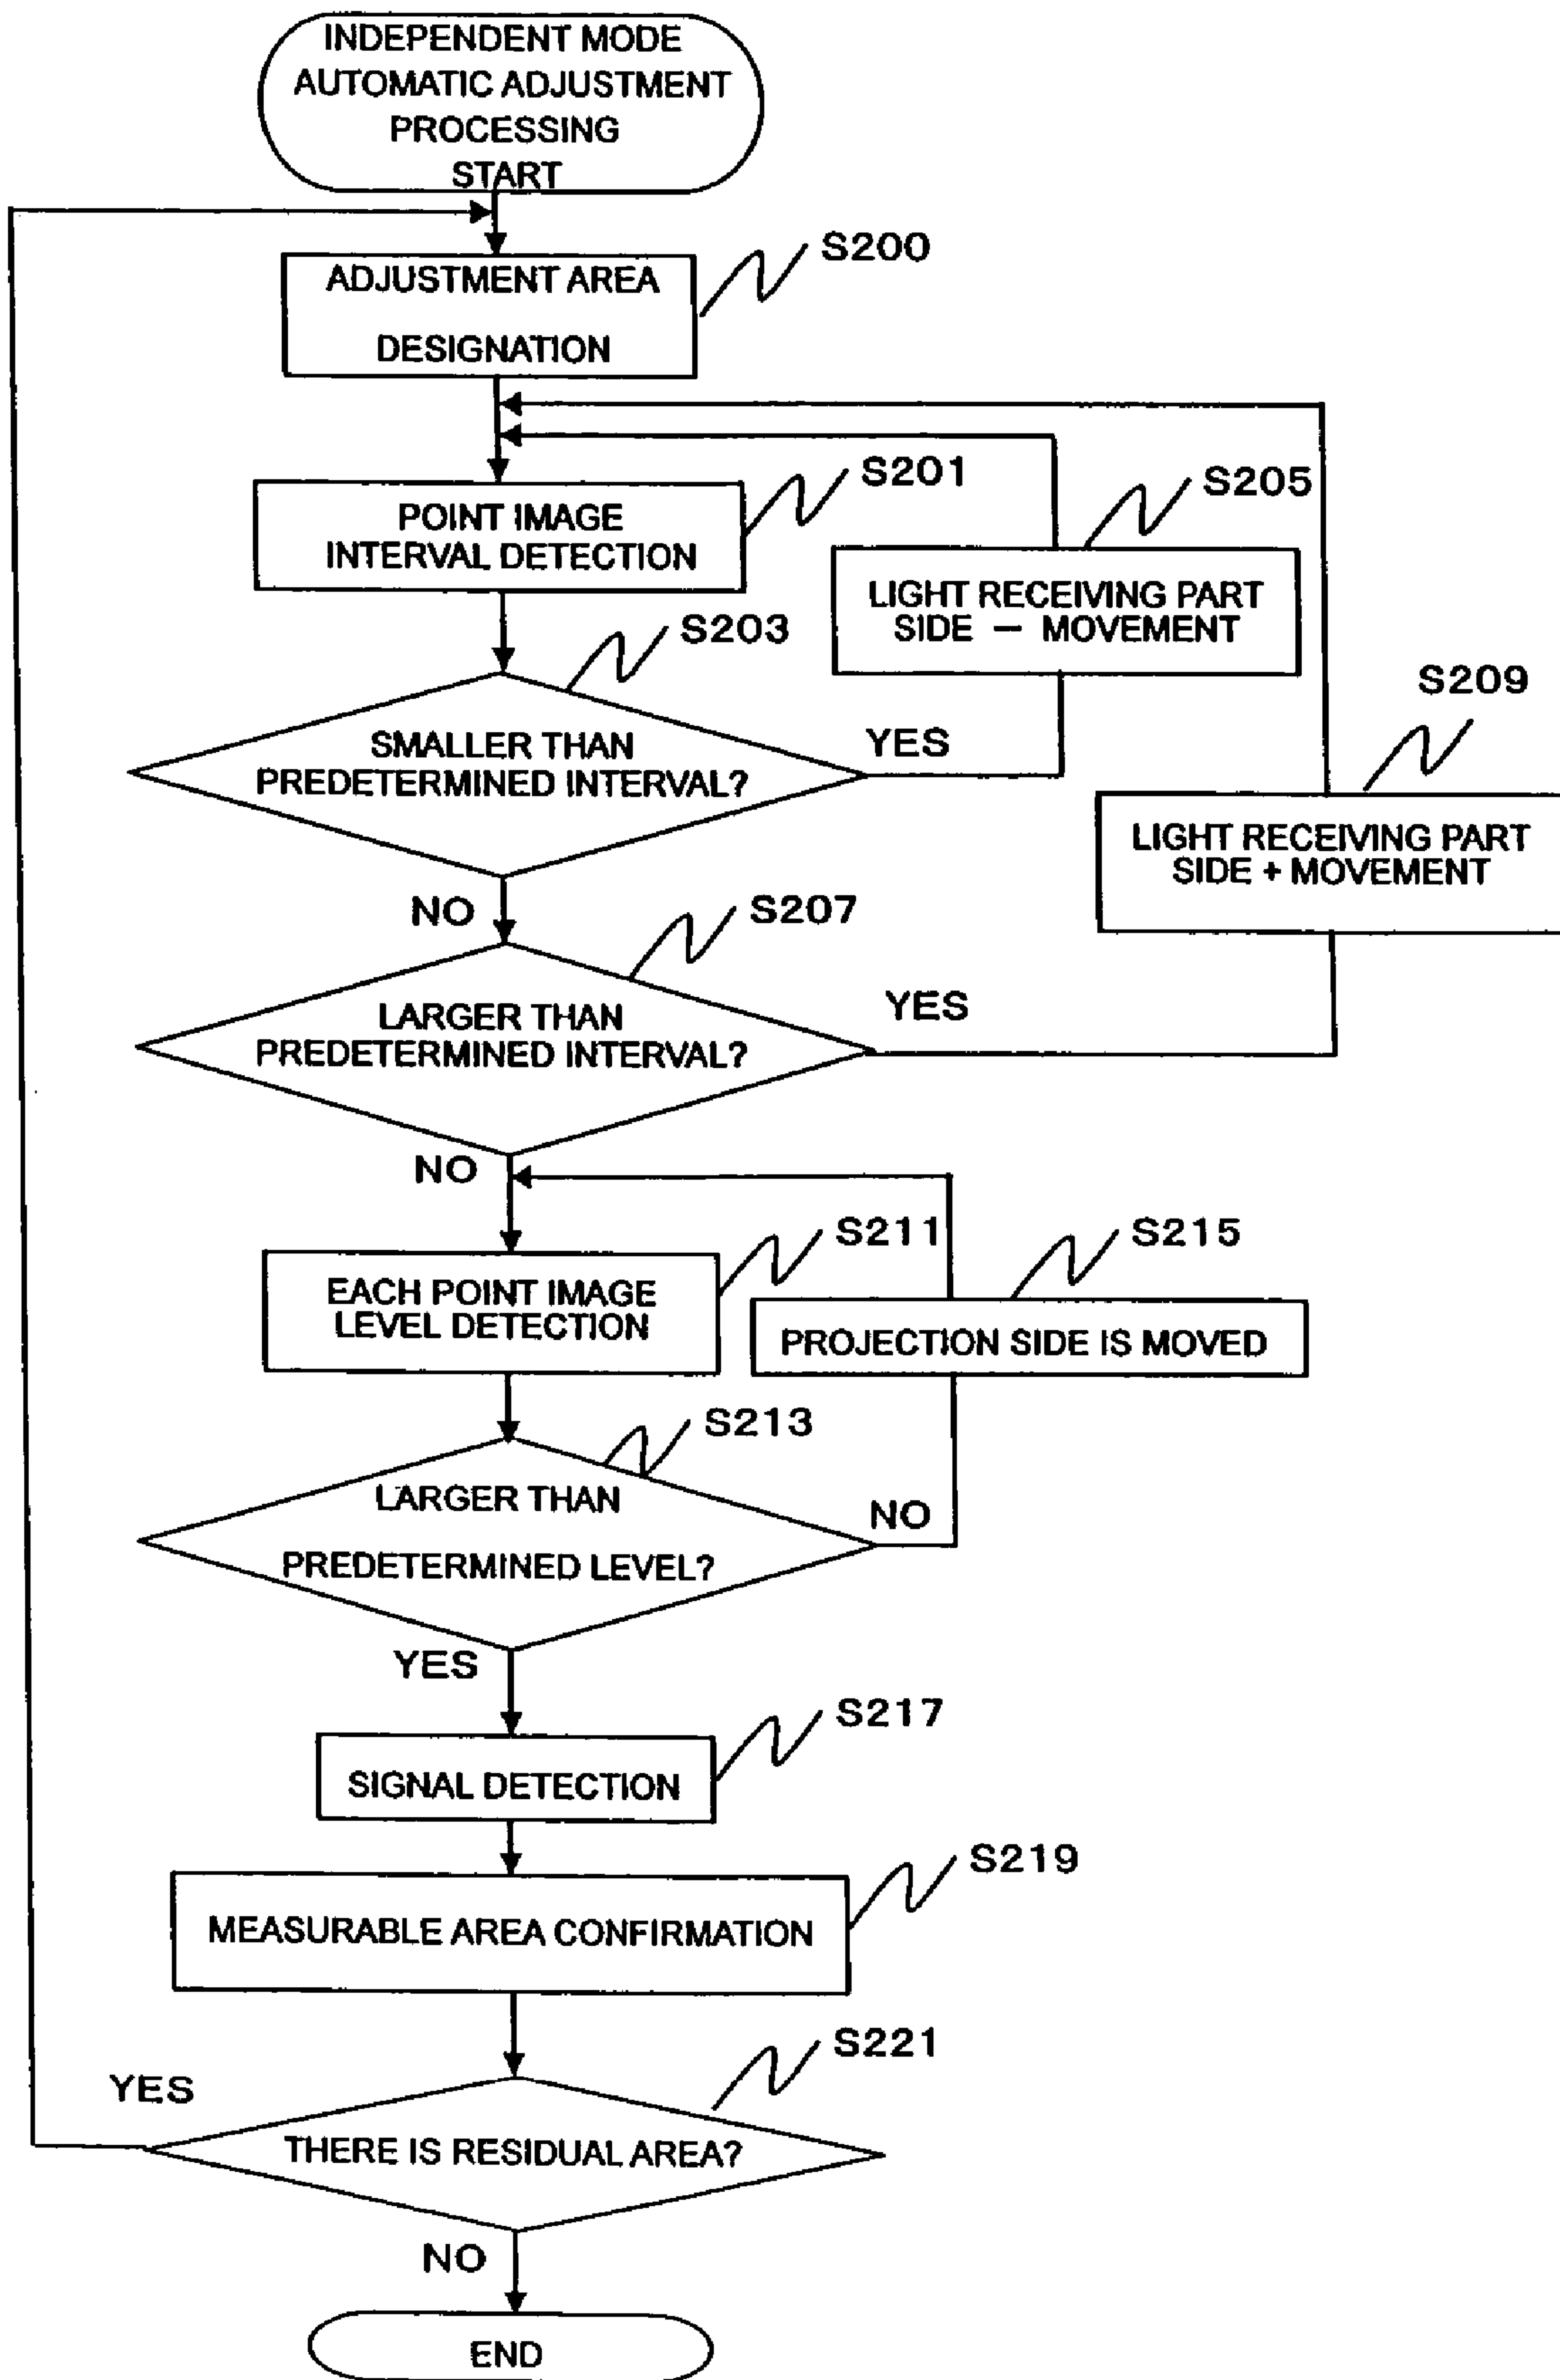 INDEPENDENT MODE
AUTOMATIC ADJUSTMENT
PROCESSING
START
S200
ADJUSTMENT AREA
DESIGNATION
S201
POINT IMAGE
INTERVAL DETECTION
S205
LIGHT RECEIVING PART
SIDE — MOVEMENT
S203
SMALLER THAN
PREDETERMINED INTERVAL?
YES
S209
LIGHT RECEIVING PART
SIDE + MOVEMENT
NO
S207
LARGER THAN
PREDETERMINED INTERVAL?
YES
NO
S211
EACH POINT IMAGE
LEVEL DETECTION
S215
PROJECTION SIDE IS MOVED
S213
LARGER THAN
PREDETERMINED LEVEL?
NO
YES
S217
SIGNAL DETECTION
S219
MEASURABLE AREA CONFIRMATION
S221
YES
THERE IS RESIDUAL AREA?
NO
END